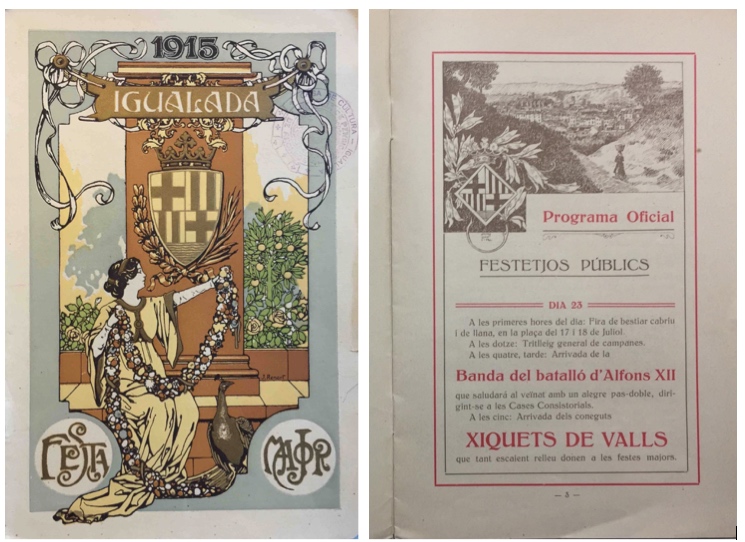 1915
IGUALADA
FESTA
MAJOR
Programa Oficial
FESTETJOS PÚBLICS
DIA 23
A les primeres hores del dia: Fira de bestiar cabriu
i de llana, en la plaça del 17 i 18 de Juliol.
A les dotze: Tritlleig general de campanes.
A les quatre, tarde: Arrivada de la
Banda del batalló d'Alfons XII
que saludará al veïnat amb un alegre pas-doble, diri-
gint-se a les Cases Consistorials.
A les cinc: Arrivada dels coneguts
XIQUETS DE VALLS
que tant escaient relleu donen a les festes majors.
— 3 —